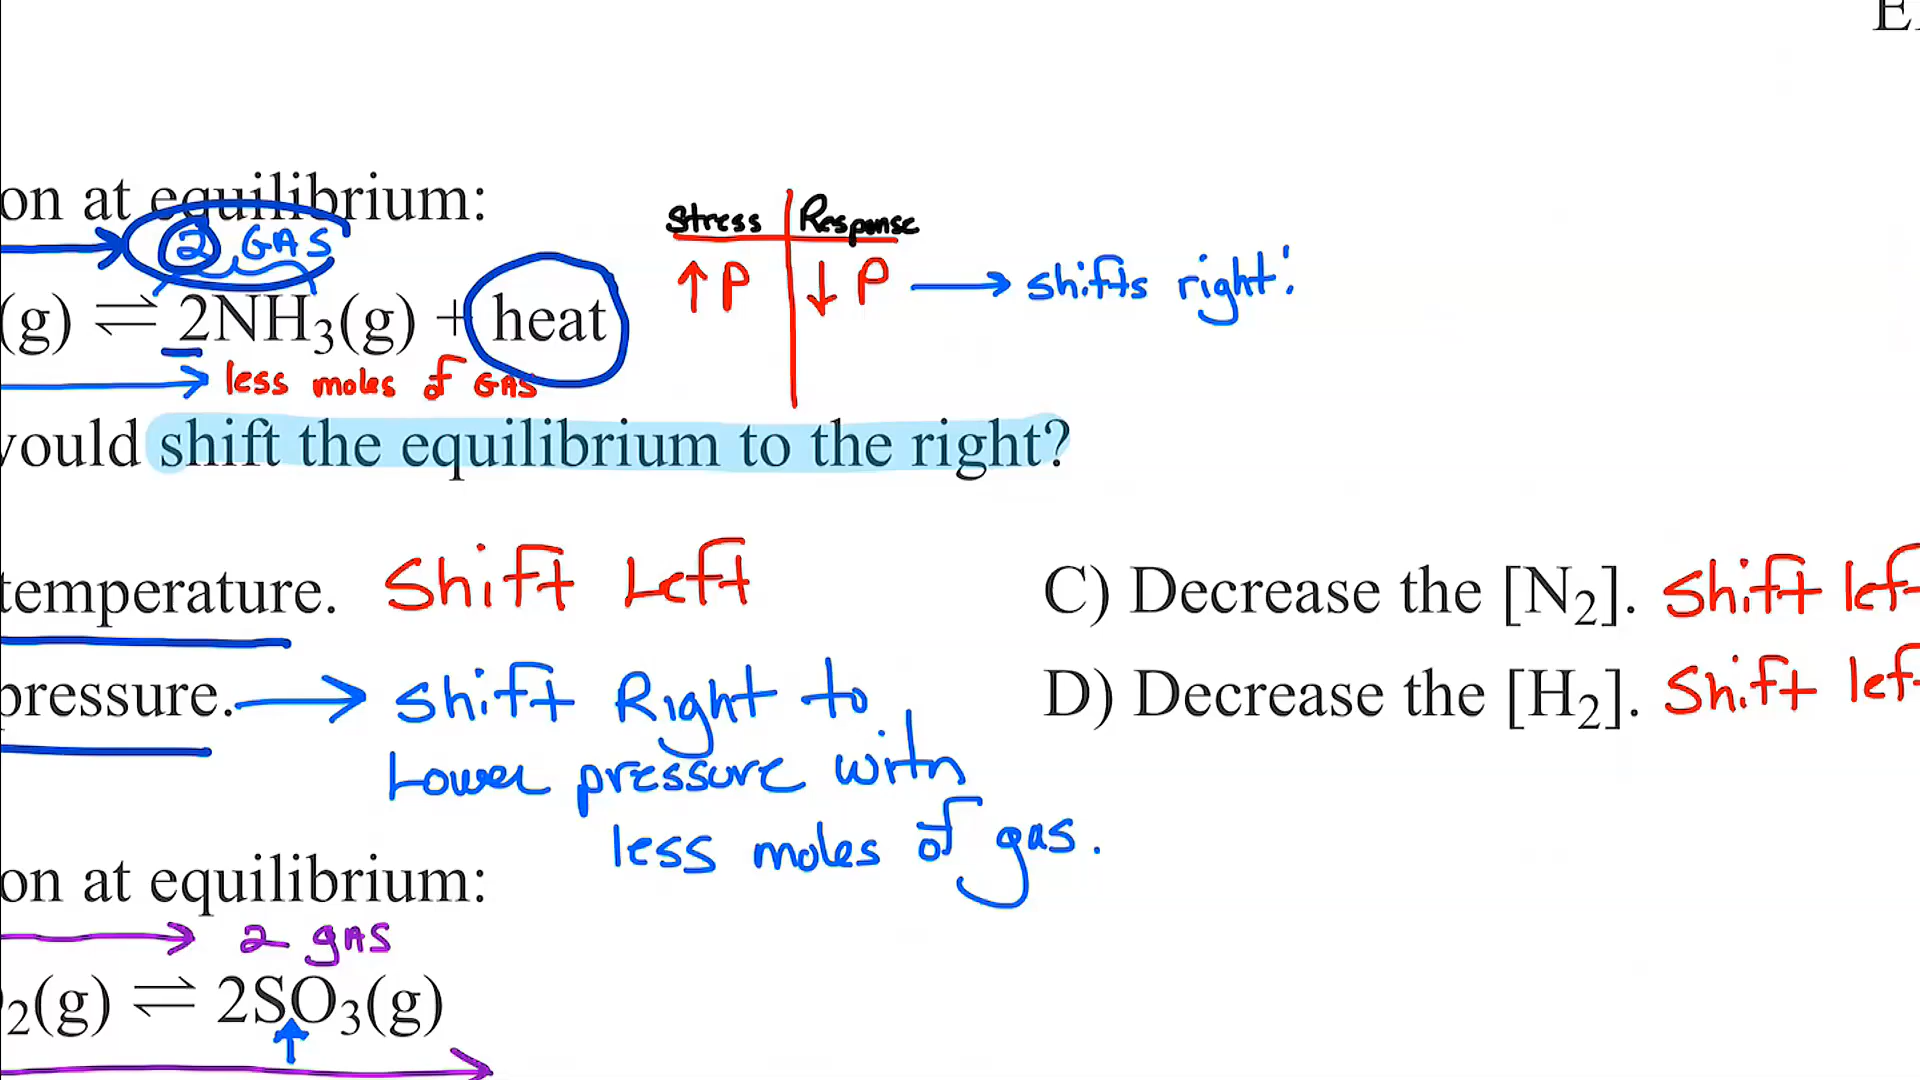 on at equilibrium:
2 GAS
(g) ⇌ 2NH₃(g) + heat
less moles of GAS
Stress Response
↑ P ↓ P → shifts right!
would shift the equilibrium to the right?
temperature. Shift Left
C) Decrease the [N₂]. Shift lef
pressure. → Shift Right to
Lower pressure with
less moles of gas.
D) Decrease the [H₂]. Shift lef
on at equilibrium:
2 gas
₂(g) ⇌ 2SO₃(g)